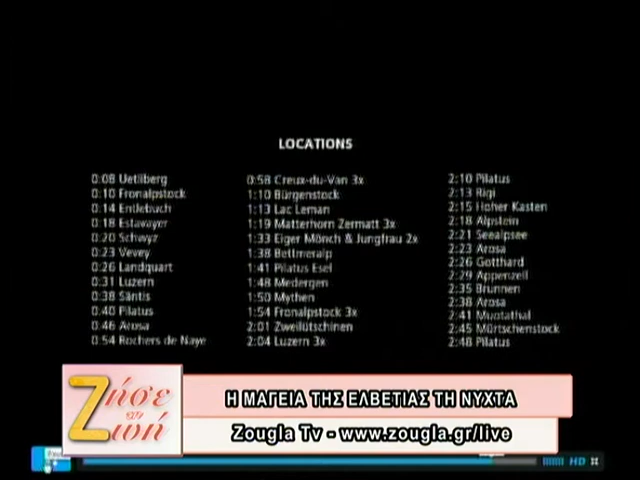 LOCATIONS
0:08 Uetliberg
0:10 Fronalpstock
0:14 Entlebuch
0:18 Estavayer
0:20 Schwyz
0:23 Vevey
0:26 Landquart
0:31 Luzern
0:38 Säntis
0:40 Pilatus
0:46 Arosa
0:54 Rochers de Naye
0:58 Creux-du-Van 3x
1:10 Bürgenstock
1:13 Lac Leman
1:19 Matterhorn Zermatt 3x
1:33 Eiger Mönch & Jungfrau 2x
1:38 Bettmeralp
1:41 Pilatus Esel
1:48 Medergen
1:50 Mythen
1:54 Fronalpstock 3x
2:01 Zweilütschinen
2:04 Luzern 3x
2:10 Pilatus
2:13 Rigi
2:15 Hoher Kasten
2:18 Alpstein
2:21 Seealpsee
2:23 Arosa
2:26 Gotthard
2:29 Appenzell
2:35 Brunnen
2:38 Arosa
2:41 Muotathal
2:45 Mürtschenstock
2:48 Pilatus
Ζήσε
τη
Ζωή
Η ΜΑΓΕΙΑ ΤΗΣ ΕΛΒΕΤΙΑΣ ΤΗ ΝΥΧΤΑ
Zougla Tv - www.zougla.gr/live
HD